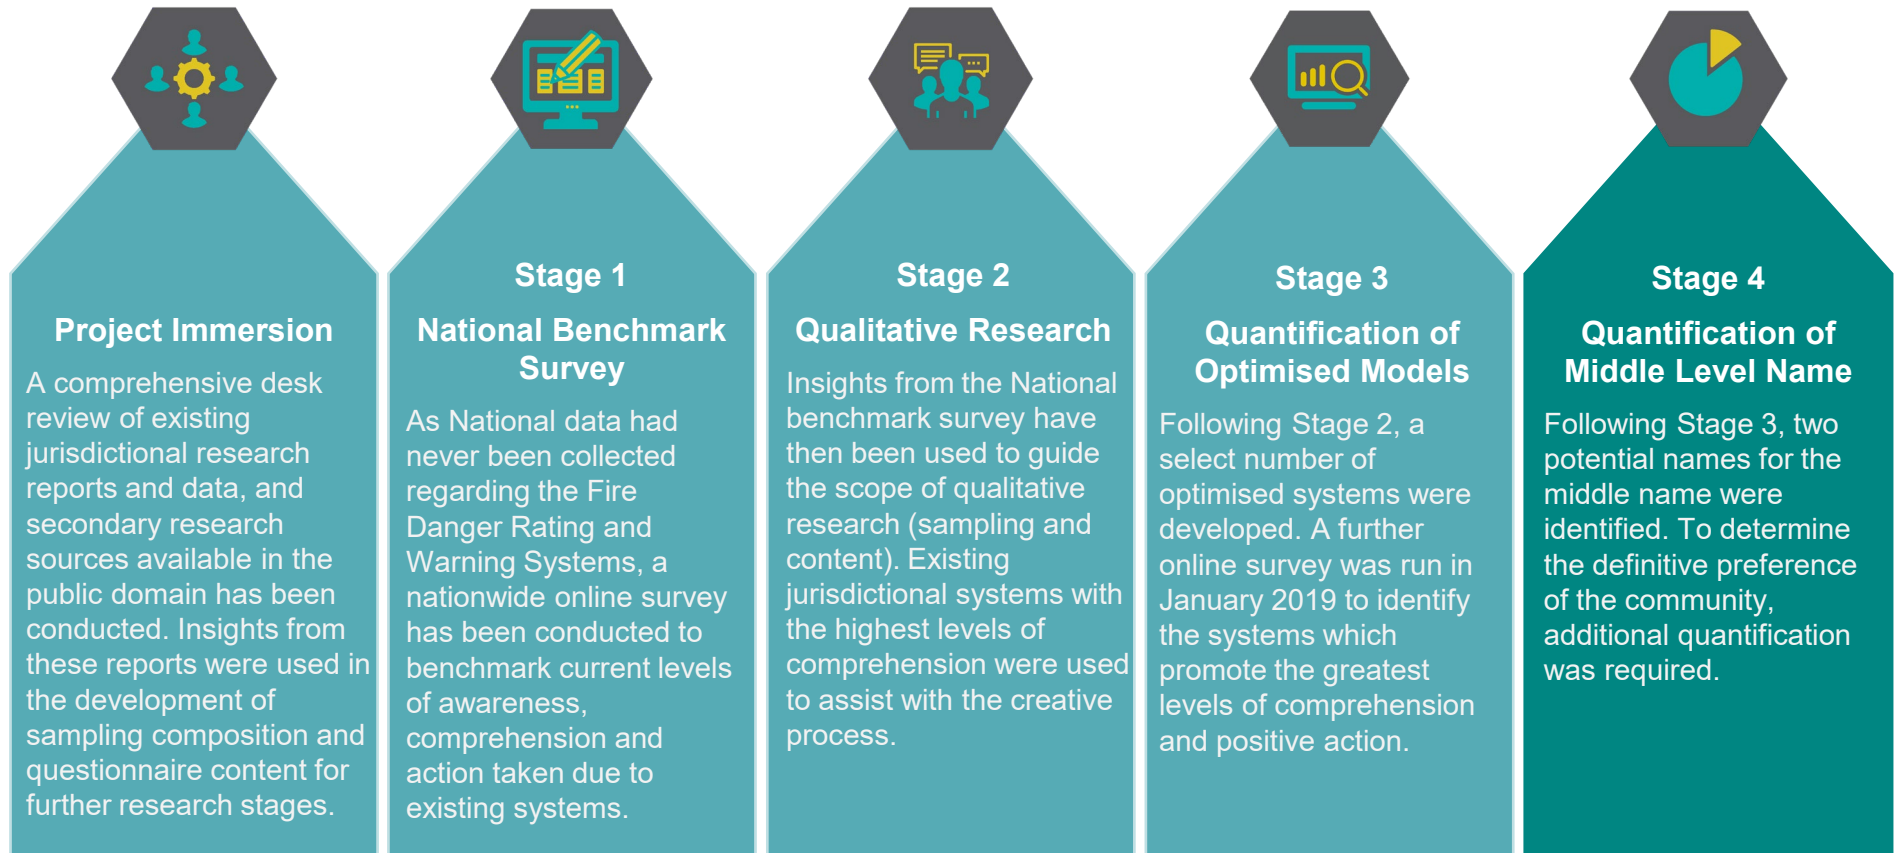 Project Immersion
A comprehensive desk
review of existing
jurisdictional research
reports and data, and
secondary research
sources available in the
public domain has been
conducted. Insights from
these reports were used in
the development of
sampling composition and
questionnaire content for
further research stages.
Stage 1
National Benchmark
Survey
As National data had
never been collected
regarding the Fire
Danger Rating and
Warning Systems, a
nationwide online survey
has been conducted to
benchmark current levels
of awareness,
comprehension and
action taken due to
existing systems.
Stage 2
Qualitative Research
Insights from the National
benchmark survey have
then been used to guide
the scope of qualitative
research (sampling and
content). Existing
jurisdictional systems with
the highest levels of
comprehension were used
to assist with the creative
process.
Stage 3
Quantification of
Optimised Models
Following Stage 2, a
select number of
optimised systems were
developed. A further
online survey was run in
January 2019 to identify
the systems which
promote the greatest
levels of comprehension
and positive action.
Stage 4
Quantification of
Middle Level Name
Following Stage 3, two
potential names for the
middle name were
identified. To determine
the definitive preference
of the community,
additional quantification
was required.